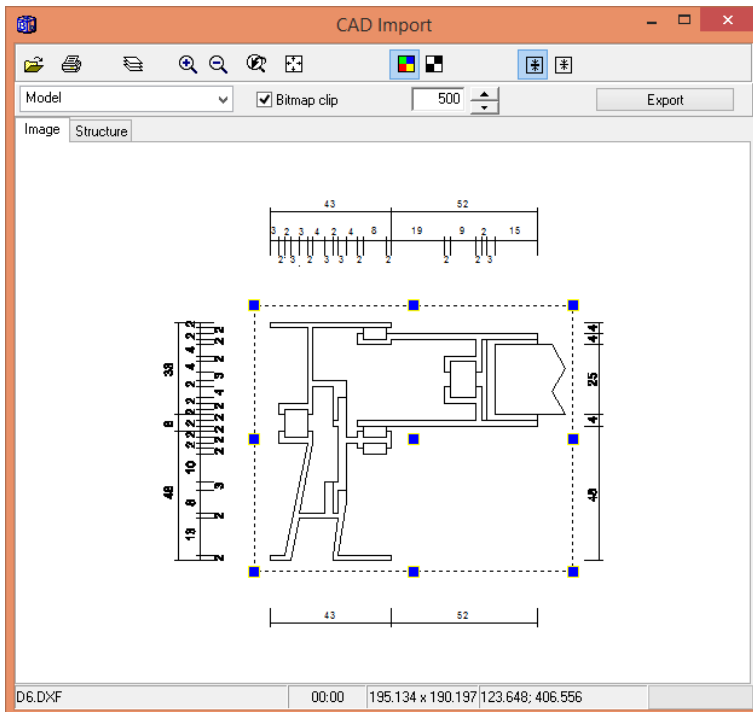 CAD Import
Model
Bitmap clip
500
Export
Image
Structure
43 52
3 2 3 4 2 4 8 19 9 2 15
2 3 2 3 3 2 2 2 3 2 3
33
10
13
4
4
25
4
48
43 52
D6.DXF
00:00
195.134 x 190.197
123.648; 406.556